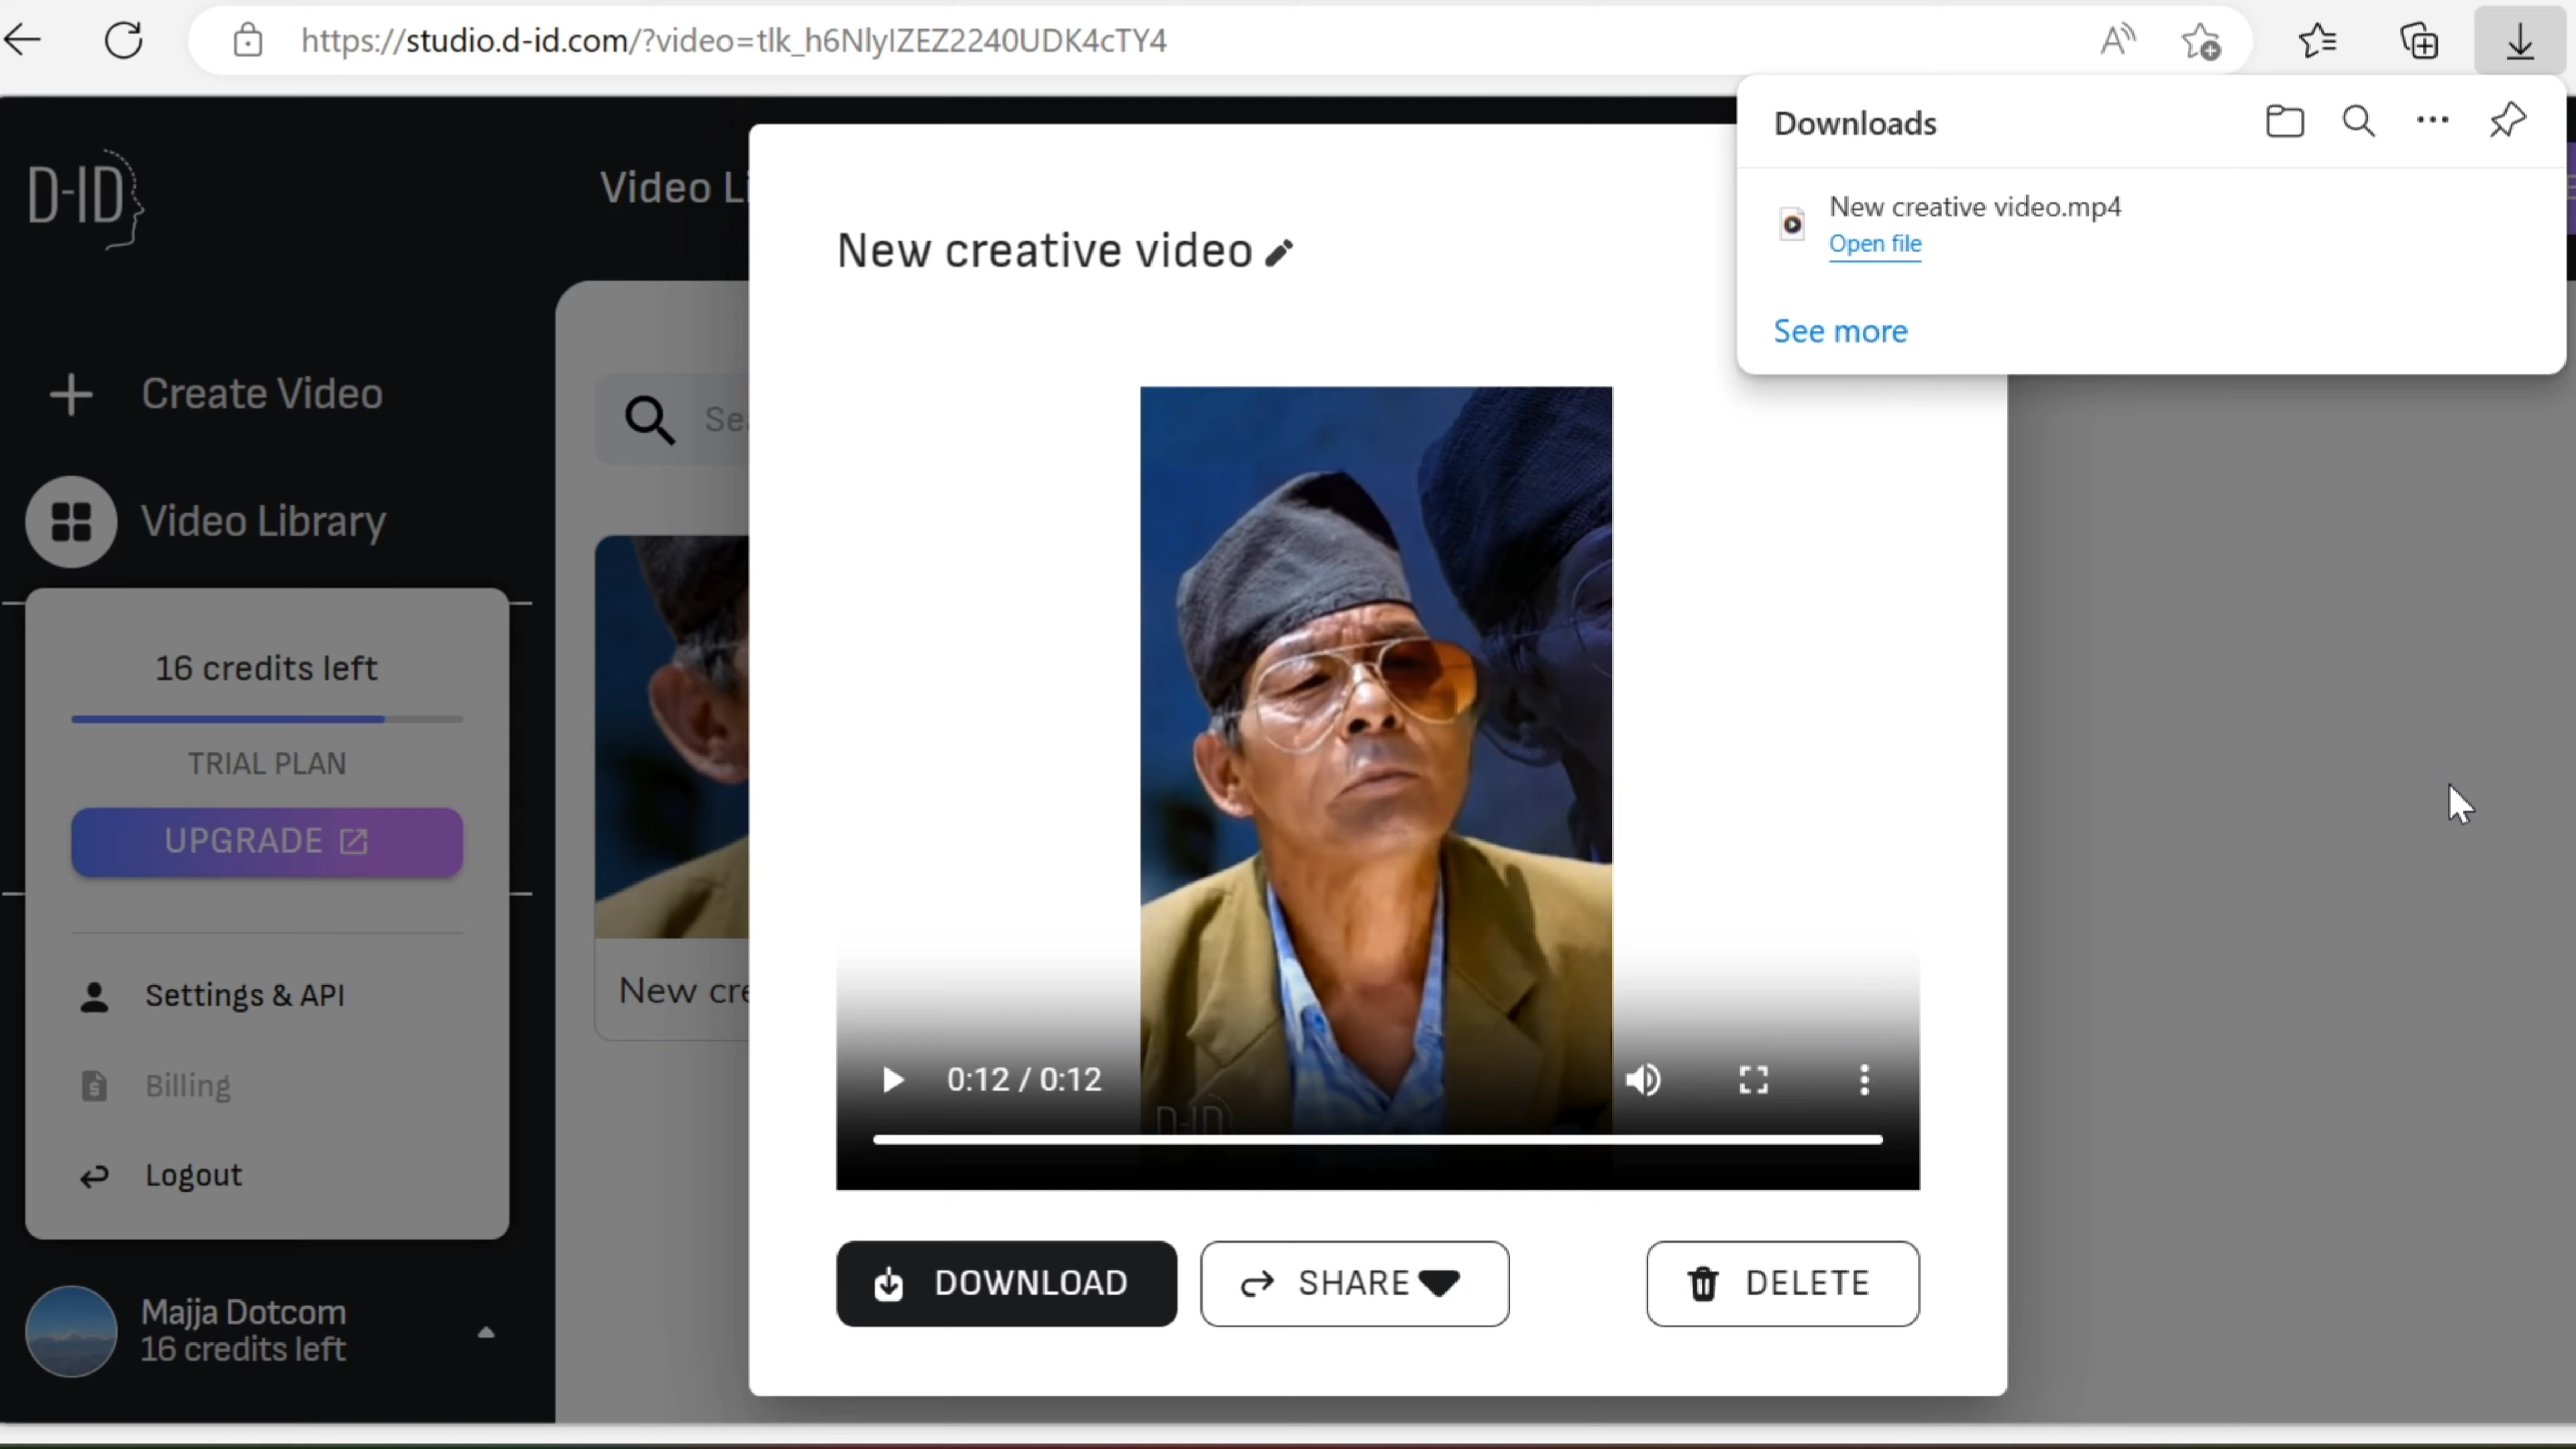 https://studio.d-id.com/?video=tlk_h6NlyIZEZ2240UDK4cTY4
Downloads
New creative video.mp4
Open file
See more
D-ID
Video Li
New creative video
Create Video
Sea
Video Library
16 credits left
TRIAL PLAN
UPGRADE
New cre
Settings & API
Billing
Logout
0:12 / 0:12
D-ID
DOWNLOAD
SHARE
DELETE
Majja Dotcom
16 credits left